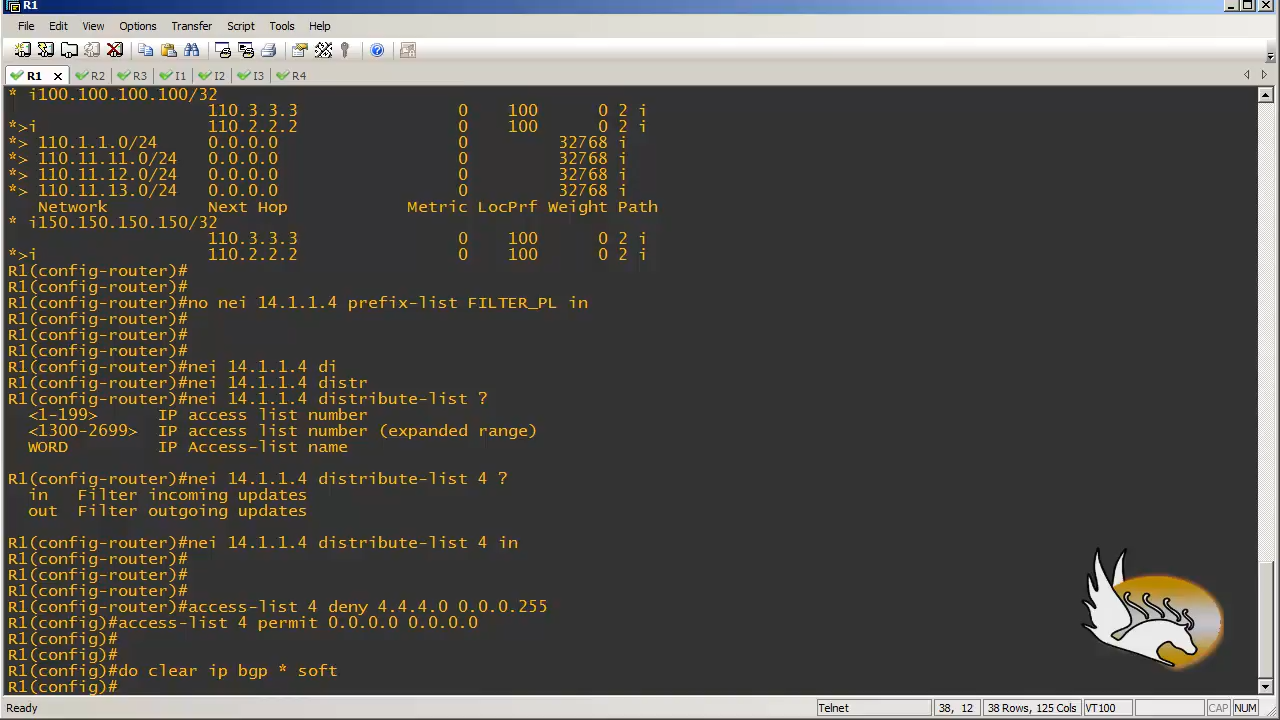 R1
File Edit View Options Transfer Script Tools Help
R1 R2 R3 I1 I2 I3 R4
* i100.100.100.100/32
110.3.3.3 0 100 0 2 i
*>i 110.2.2.2 0 100 0 2 i
*> 110.1.1.0/24 0.0.0.0 0 32768 i
*> 110.11.11.0/24 0.0.0.0 0 32768 i
*> 110.11.12.0/24 0.0.0.0 0 32768 i
*> 110.11.13.0/24 0.0.0.0 0 32768 i
Network Next Hop Metric LocPrf Weight Path
* i150.150.150.150/32
110.3.3.3 0 100 0 2 i
*>i 110.2.2.2 0 100 0 2 i
R1(config-router)#
R1(config-router)#
R1(config-router)#no nei 14.1.1.4 prefix-list FILTER_PL in
R1(config-router)#
R1(config-router)#
R1(config-router)#
R1(config-router)#nei 14.1.1.4 di
R1(config-router)#nei 14.1.1.4 distr
R1(config-router)#nei 14.1.1.4 distribute-list ?
<1-199> IP access list number
<1300-2699> IP access list number (expanded range)
WORD IP Access-list name
R1(config-router)#nei 14.1.1.4 distribute-list 4 ?
in Filter incoming updates
out Filter outgoing updates
R1(config-router)#nei 14.1.1.4 distribute-list 4 in
R1(config-router)#
R1(config-router)#
R1(config-router)#
R1(config-router)#access-list 4 deny 4.4.4.0 0.0.0.255
R1(config)#access-list 4 permit 0.0.0.0 0.0.0.0
R1(config)#
R1(config)#
R1(config)#do clear ip bgp * soft
R1(config)#
Ready Telnet 38, 12 38 Rows, 125 Cols VT100 CAP NUM